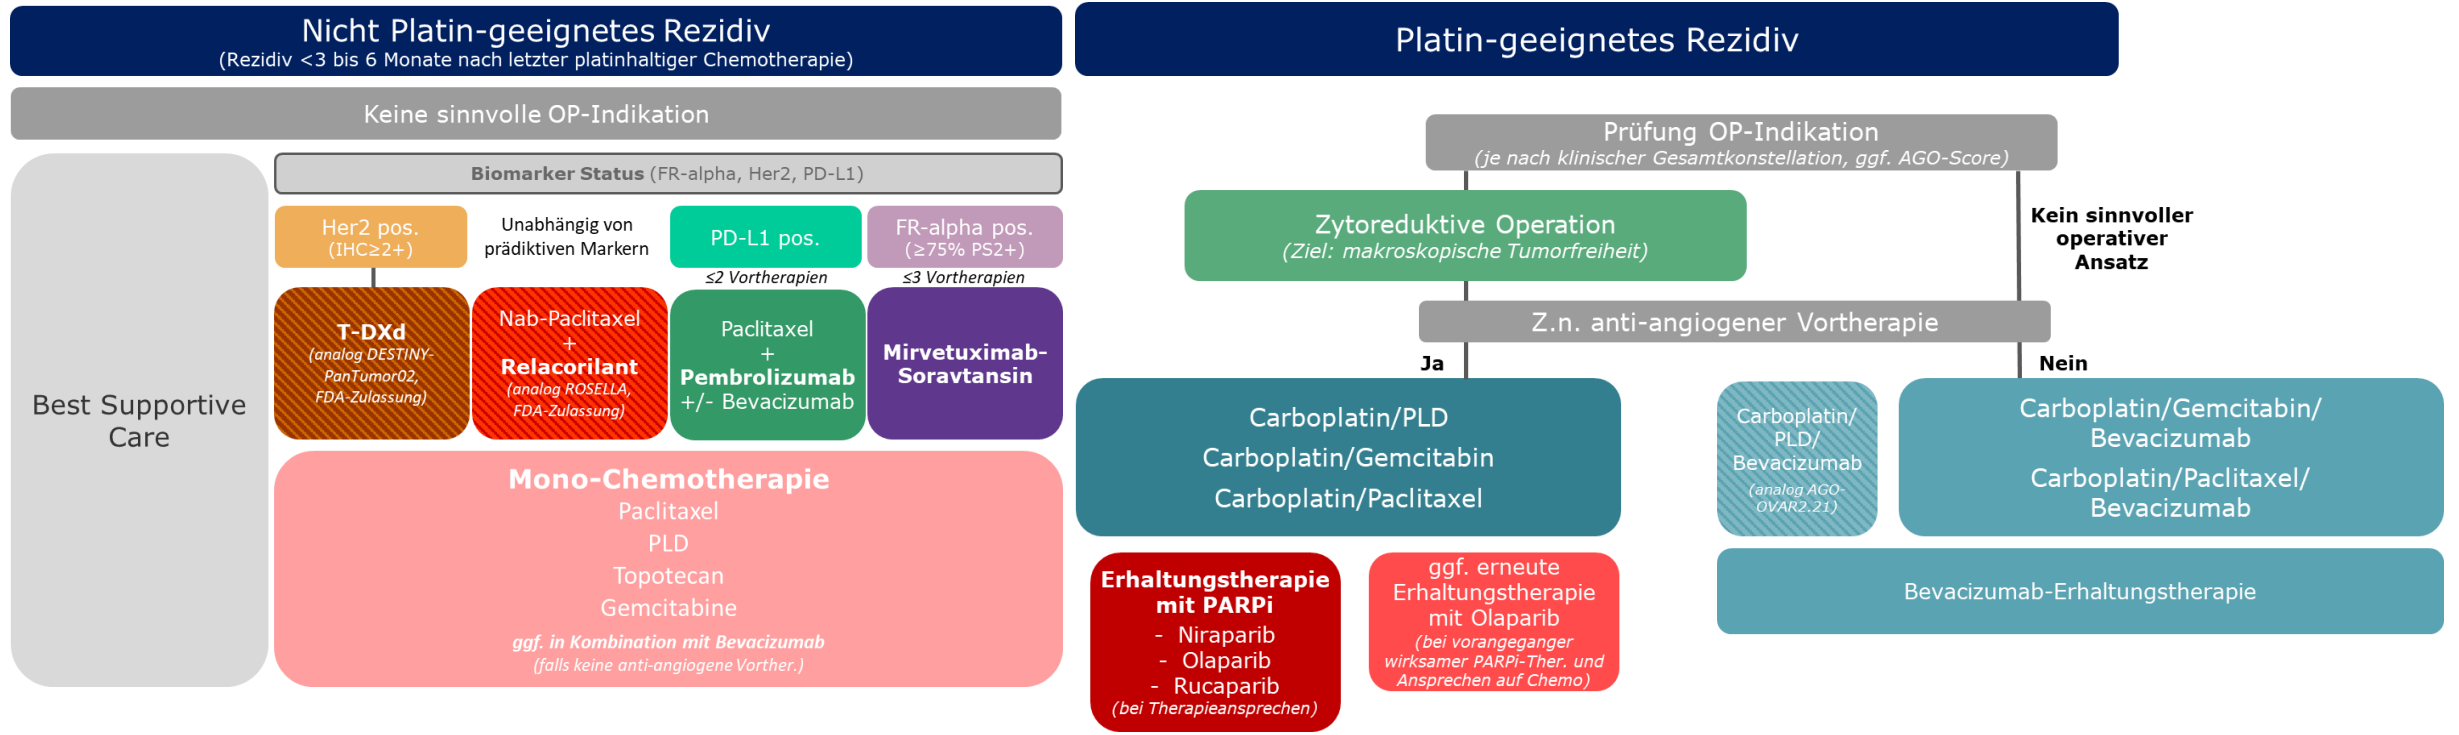 Nicht Platin-geeignetes Rezidiv
(Rezidiv <3 bis 6 Monate nach letzter platinhaltiger Chemotherapie)
Keine sinnvolle OP-Indikation
Best Supportive
Care
Biomarker Status (FR-alpha, Her2, PD-L1)
Her2 pos.
(IHC≥2+)
Unabhängig von
prädiktiven Markern
PD-L1 pos.
FR-alpha pos.
(≥75% PS2+)
≤2 Vortherapien
≤3 Vortherapien
T-DXd
(analog DESTINY-
PanTumor02,
FDA-Zulassung)
Nab-Paclitaxel
+
Relacorilant
(analog ROSELLA,
FDA-Zulassung)
Paclitaxel
+
Pembrolizumab
+/- Bevacizumab
Mirvetuximab-
Soravtansin
Mono-Chemotherapie
Paclitaxel
PLD
Topotecan
Gemcitabine
ggf. in Kombination mit Bevacizumab
(falls keine anti-angiogene Vorther.)
Platin-geeignetes Rezidiv
Prüfung OP-Indikation
(je nach klinischer Gesamtkonstellation, ggf. AGO-Score)
Zytoreduktive Operation
(Ziel: makroskopische Tumorfreiheit)
Kein sinnvoller
operativer
Ansatz
Z.n. anti-angiogener Vortherapie
Ja
Nein
Carboplatin/PLD
Carboplatin/Gemcitabin
Carboplatin/Paclitaxel
Carboplatin/
PLD/
Bevacizumab
(analog AGO-
OVAR2.21)
Carboplatin/Gemcitabin/
Bevacizumab
Carboplatin/Paclitaxel/
Bevacizumab
Erhaltungstherapie
mit PARPi
- Niraparib
- Olaparib
- Rucaparib
(bei Therapieansprechen)
ggf. erneute
Erhaltungstherapie
mit Olaparib
(bei vorangeganger
wirksamer PARPi-Ther. und
Ansprechen auf Chemo)
Bevacizumab-Erhaltungstherapie